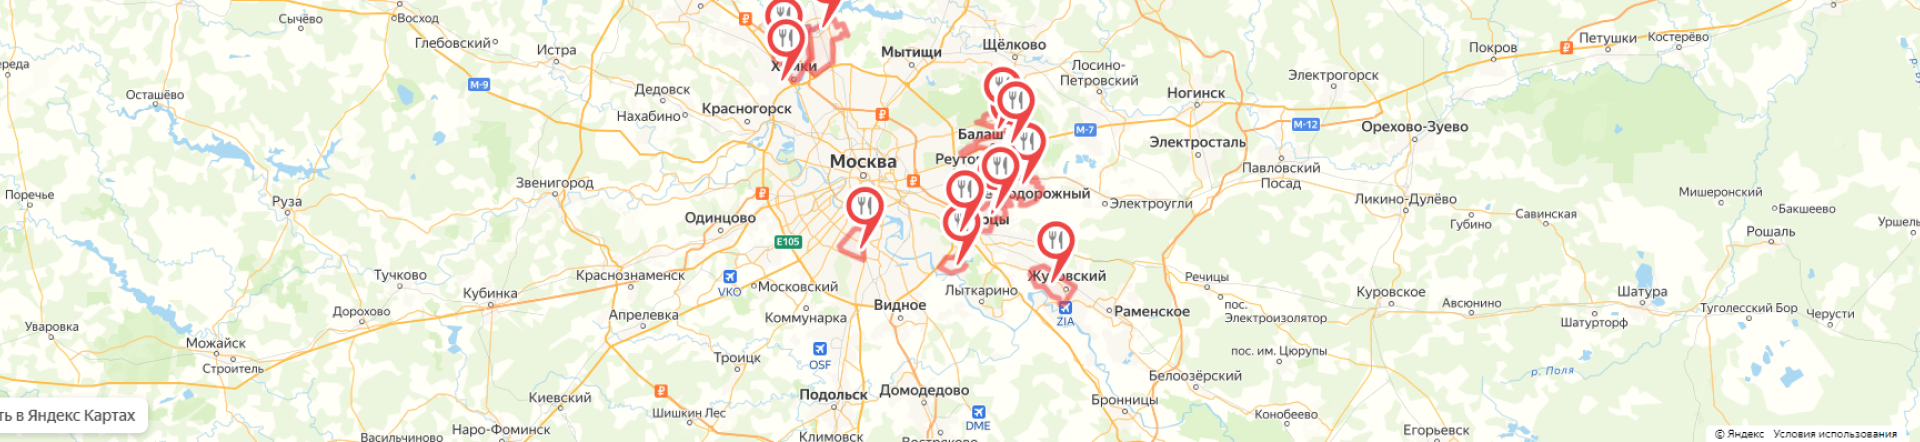 Сычёво
Восход
Глебовский
Истра
Мытищи
Щёлково
Покров
Петушки
Костерёво
Химки
Лосино-
Петровский
Электрогорск
М-9
Осташёво
Дедовск
Ногинск
Красногорск
Нахабино
Балаш
М-7
М-12
Орехово-Зуево
Электросталь
Москва
Реутов
Павловский
Посад
Звенигород
Поречье
Руза
одорожный
Электроугли
Ликино-Дулёво
Мишеронский
Бакшеево
Савинская
Губино
Одинцово
рцы
Уршель
Рошаль
E105
Тучково
Краснознаменск
VKO
Московский
Жуковский
Лыткарино
Речицы
Кубинка
Видное
Куровское
Шатура
пос.
Электроизолятор
Авсюнино
Дорохово
Апрелевка
Коммунарка
ZIA
Раменское
Шатурторф
Туголесский Бор
Черусти
Уваровка
Можайск
Троицк
OSF
пос. им. Цюрупы
Строитель
р. Поля
Белоозёрский
Подольск
Домодедово
Киевский
Бронницы
ть в Яндекс Картах
Шишкин Лес
DME
Конобеево
Наро-Фоминск
Егорьевск
Васильчиново
Климовск
© Яндекс Условия использования